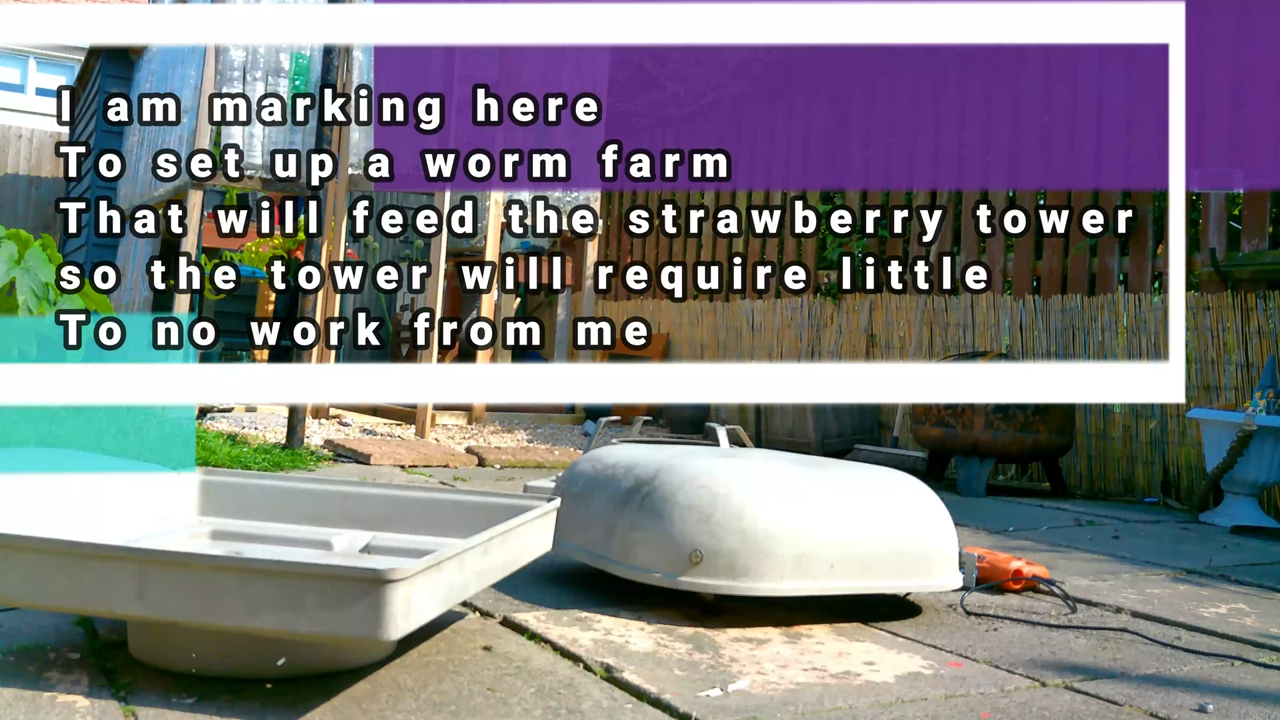 I am marking here
To set up a worm farm
That will feed the strawberry tower
so the tower will require little
To no work from me